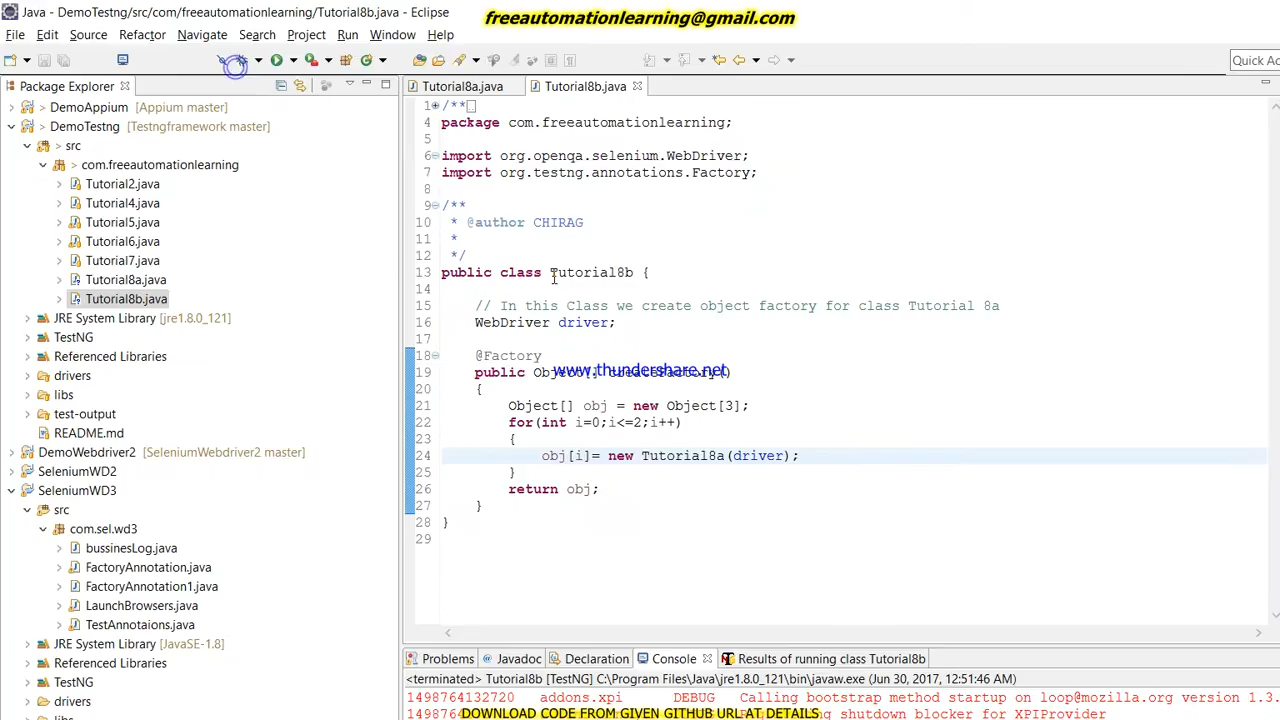 Java - DemoTestng/src/com/freeautomationlearning/Tutorial8b.java - Eclipse
freeautomationlearning@gmail.com
File Edit Source Refactor Navigate Search Project Run Window Help
Quick Ac
Package Explorer
Tutorial8a.java Tutorial8b.java
> DemoAppium [Appium master]
> DemoTestng [Testngframework master]
> src
> com.freeautomationlearning
Tutorial2.java
Tutorial4.java
Tutorial5.java
Tutorial6.java
Tutorial7.java
Tutorial8a.java
Tutorial8b.java
JRE System Library [jre1.8.0_121]
TestNG
Referenced Libraries
drivers
libs
test-output
README.md
DemoWebdriver2 [SeleniumWebdriver2 master]
SeleniumWD2
SeleniumWD3
src
com.sel.wd3
bussinesLog.java
FactoryAnnotation.java
FactoryAnnotation1.java
LaunchBrowsers.java
TestAnnotaions.java
JRE System Library [JavaSE-1.8]
Referenced Libraries
TestNG
drivers
libs
1 /**
4 package com.freeautomationlearning;
5
6 import org.openqa.selenium.WebDriver;
7 import org.testng.annotations.Factory;
8
9 /**
10 * @author CHIRAG
11 *
12 */
13 public class Tutorial8b {
14
15 // In this Class we create object factory for class Tutorial 8a
16 WebDriver driver;
17
18 @Factory
19 public Object[] createFactory()
www.thundershare.net
20 {
21 Object[] obj = new Object[3];
22 for(int i=0;i<=2;i++)
23 {
24 obj[i]= new Tutorial8a(driver);
25 }
26 return obj;
27 }
28 }
29
Problems Javadoc Declaration Console Results of running class Tutorial8b
<terminated> Tutorial8b [TestNG] C:\Program Files\Java\jre1.8.0_121\bin\javaw.exe (Jun 30, 2017, 12:51:46 AM)
1498764132720 addons.xpi DEBUG Calling bootstrap method startup on loop@mozilla.org version 1.3.
14987641 shutdown blocker for XPIProvider
DOWNLOAD CODE FROM GIVEN GITHUB URL AT DETAILS